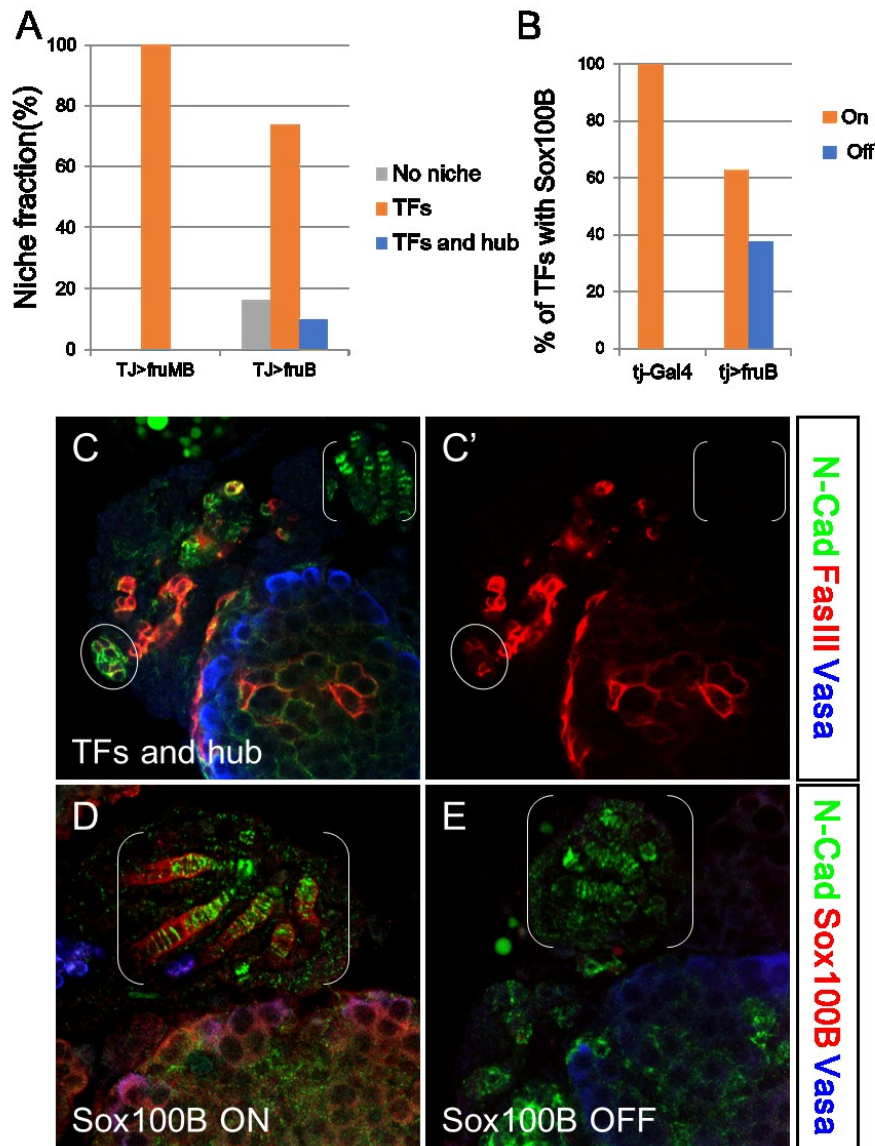 A
Niche fraction(%)
100
80
60
40
20
0
TJ>fruMB
TJ>fruB
No niche
TFs
TFs and hub
B
% of TFs with Sox100B
100
80
60
40
20
0
tj-Gal4
tj>fruB
On
Off
C
TFs and hub
C’
N-Cad FasIII Vasa
D
Sox100B ON
E
Sox100B OFF
N-Cad Sox100B Vasa